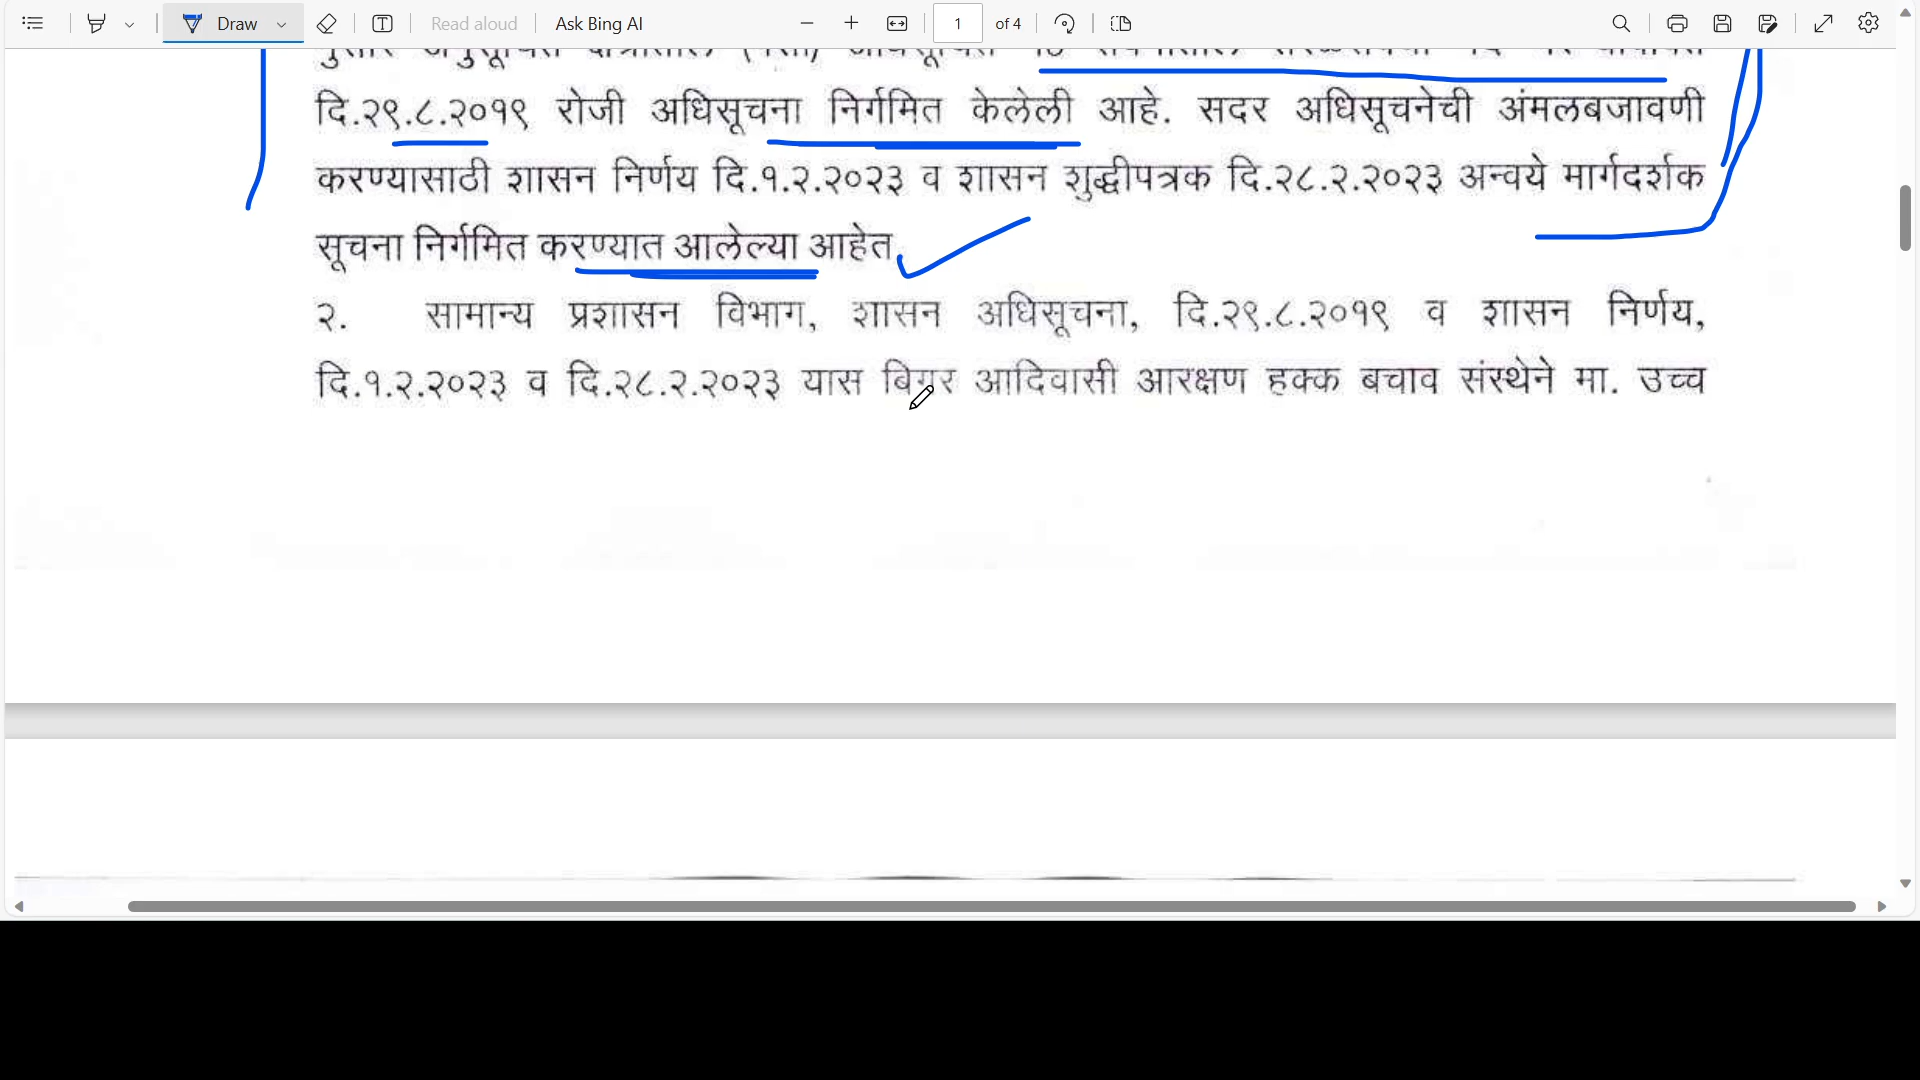 Draw Read aloud Ask Bing AI 1 of 4
दि.२९.८.२०१९ रोजी अधिसूचना निर्गमित केलेली आहे. सदर अधिसूचनेची अंमलबजावणी
करण्यासाठी शासन निर्णय दि.१.२.२०२३ व शासन शुद्धीपत्रक दि.२८.२.२०२३ अन्वये मार्गदर्शक
सूचना निर्गमित करण्यात आलेल्या आहेत
२. सामान्य प्रशासन विभाग, शासन अधिसूचना, दि.२९.८.२०१९ व शासन निर्णय,
दि.१.२.२०२३ व दि.२८.२.२०२३ यास बिगर आदिवासी आरक्षण हक्क बचाव संस्थेने मा. उच्च